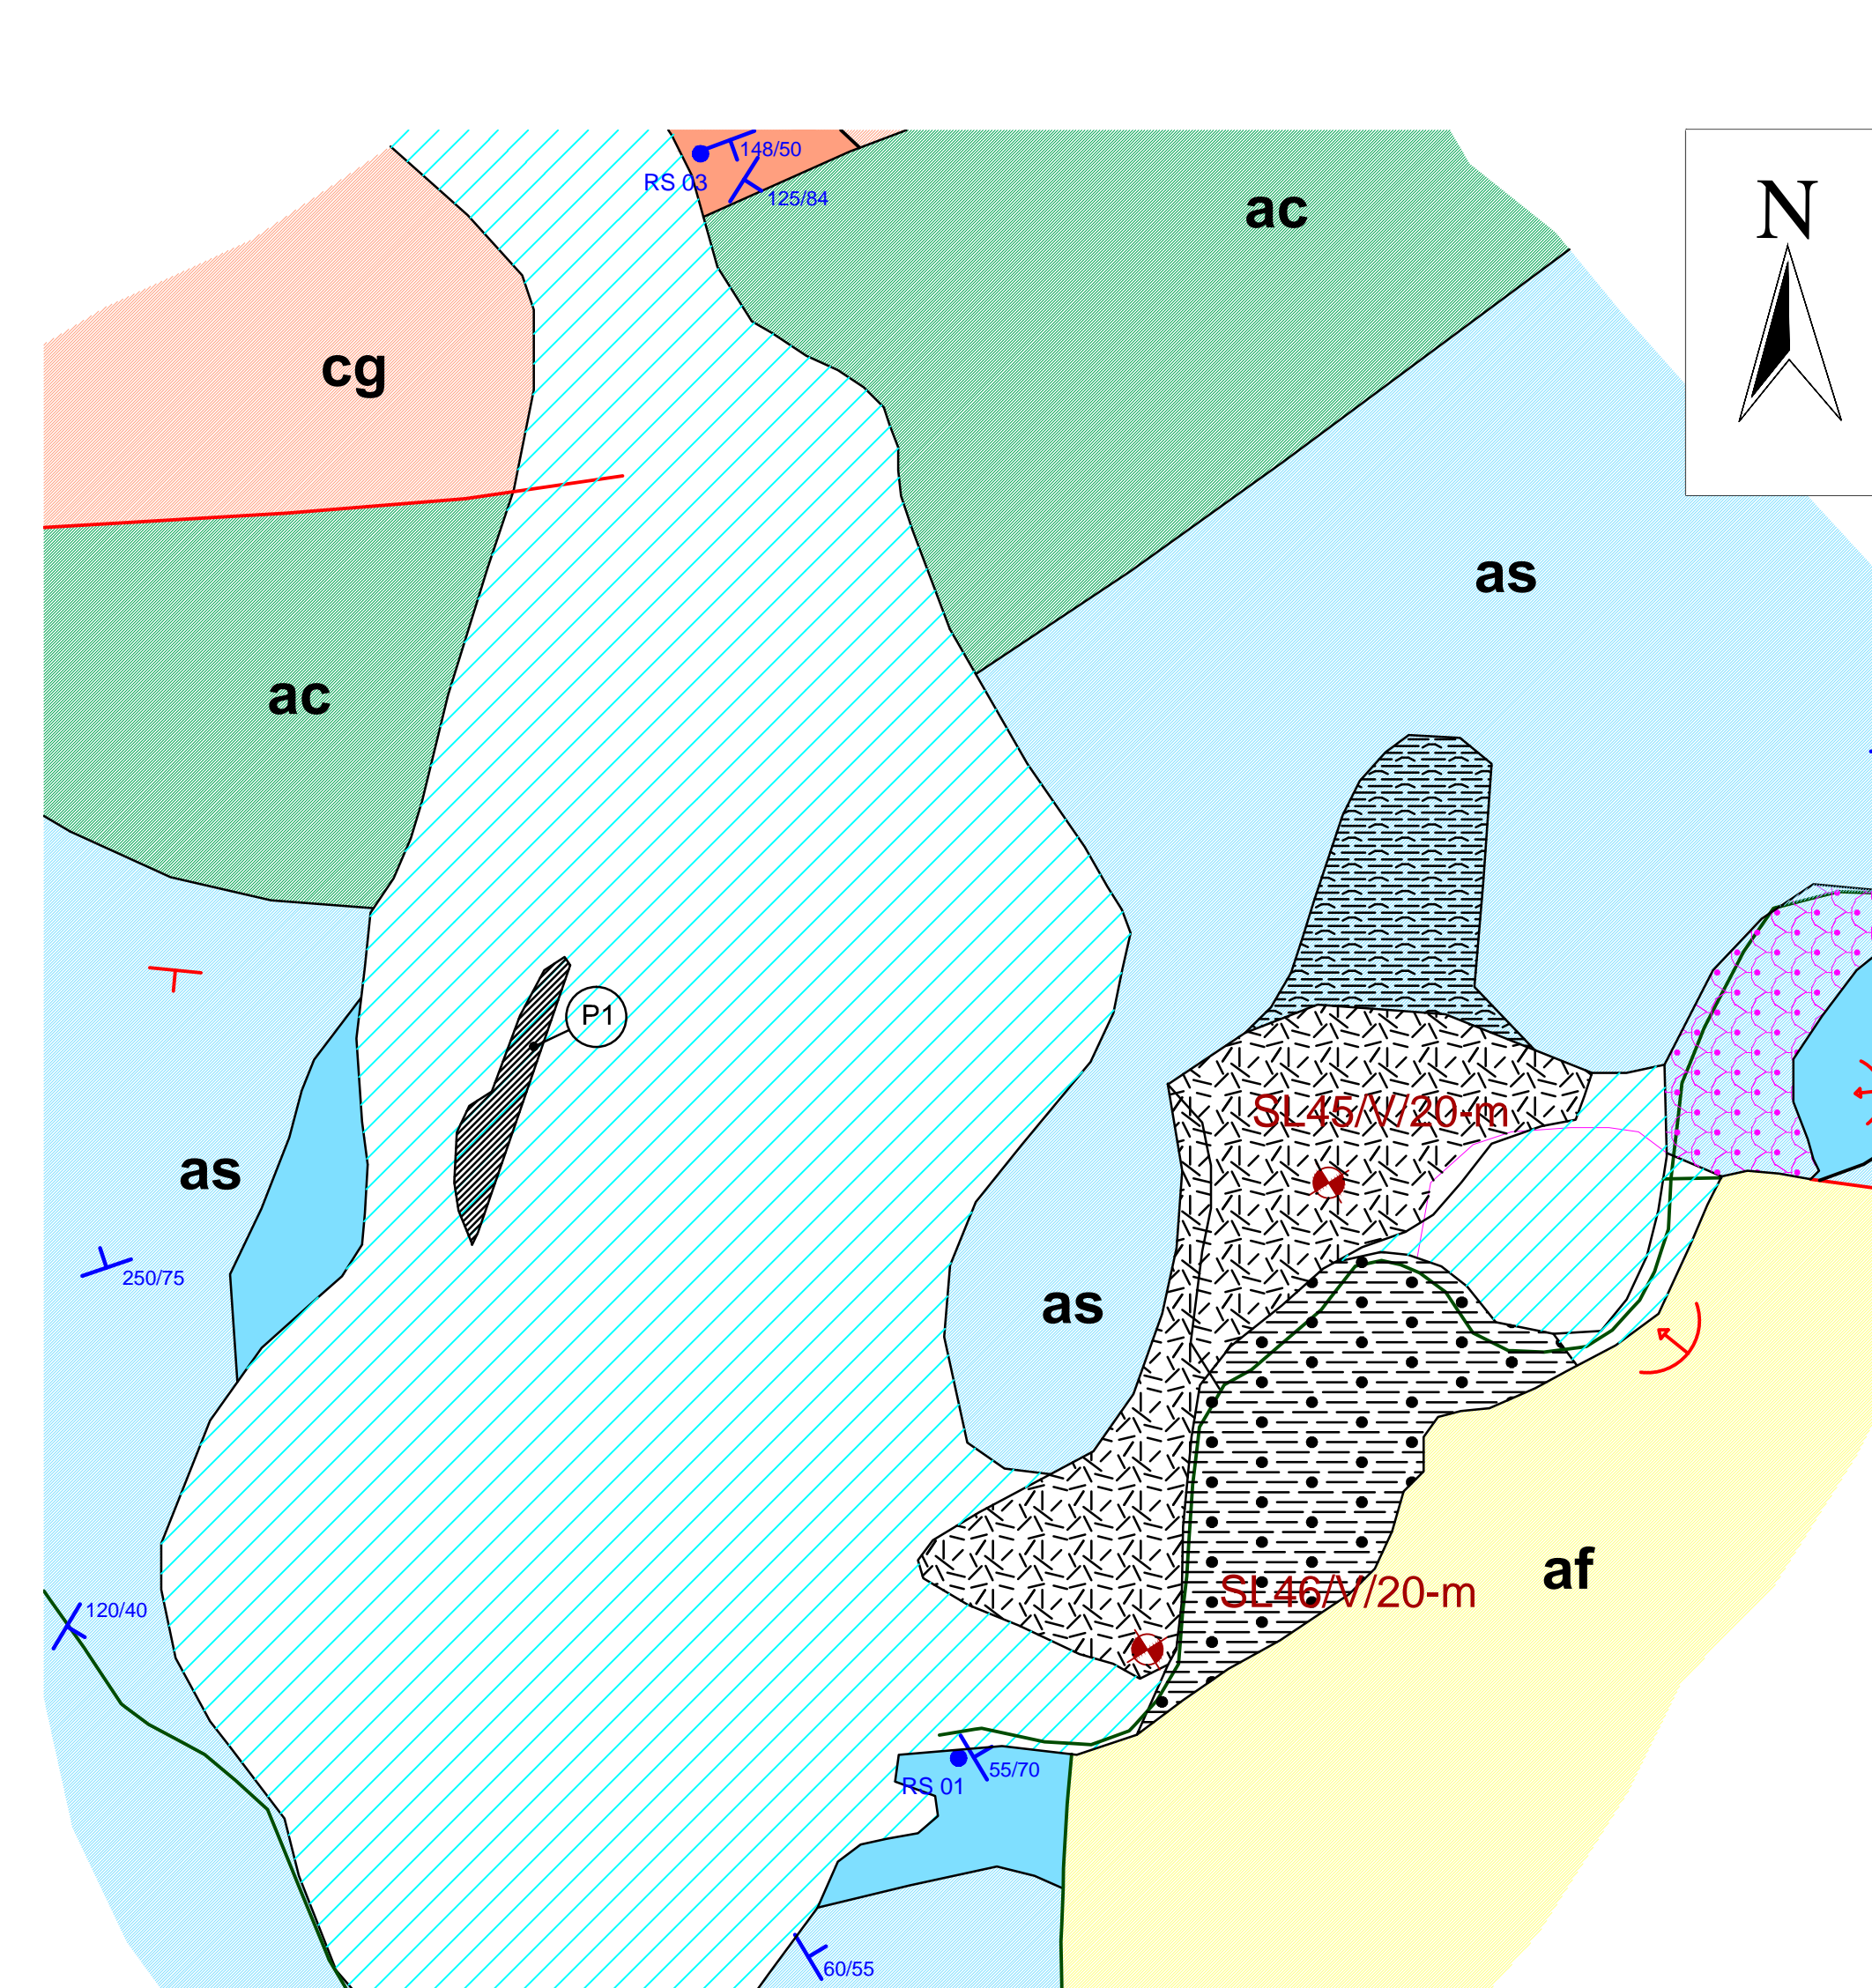 148/50
RS 03
125/84
ac
N
cg
as
ac
P1
SL45/V/20-m
as
250/75
as
af
SL46/V/20-m
120/40
55/70
RS 01
60/55